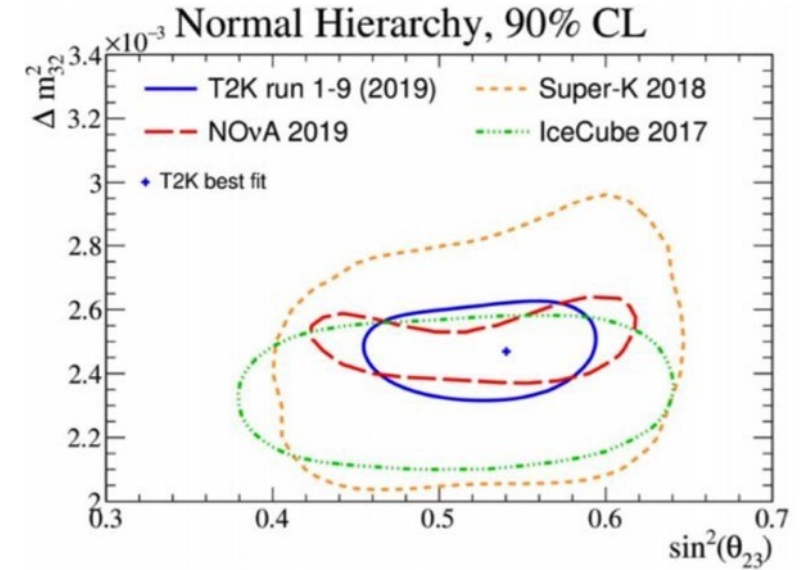 Normal Hierarchy, 90% CL
×10⁻³
Δ m²₃₂
T2K run 1-9 (2019)
Super-K 2018
NOνA 2019
IceCube 2017
T2K best fit
3.4
3.2
3
2.8
2.6
2.4
2.2
2
0.3 0.4 0.5 0.6 0.7
sin²(θ₂₃)